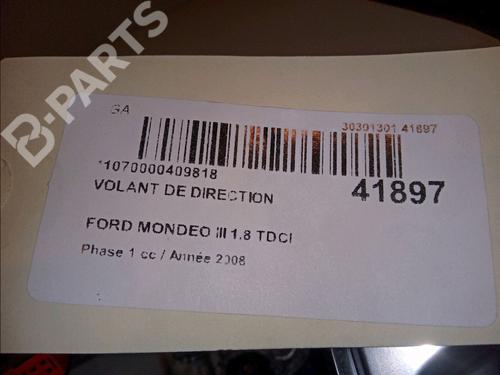 B-PARTS
GA
30301301 41897
*1070000409818
VOLANT DE DIRECTION
41897
FORD MONDEO III 1.8 TDCI
Phase 1 cc / Année 2008